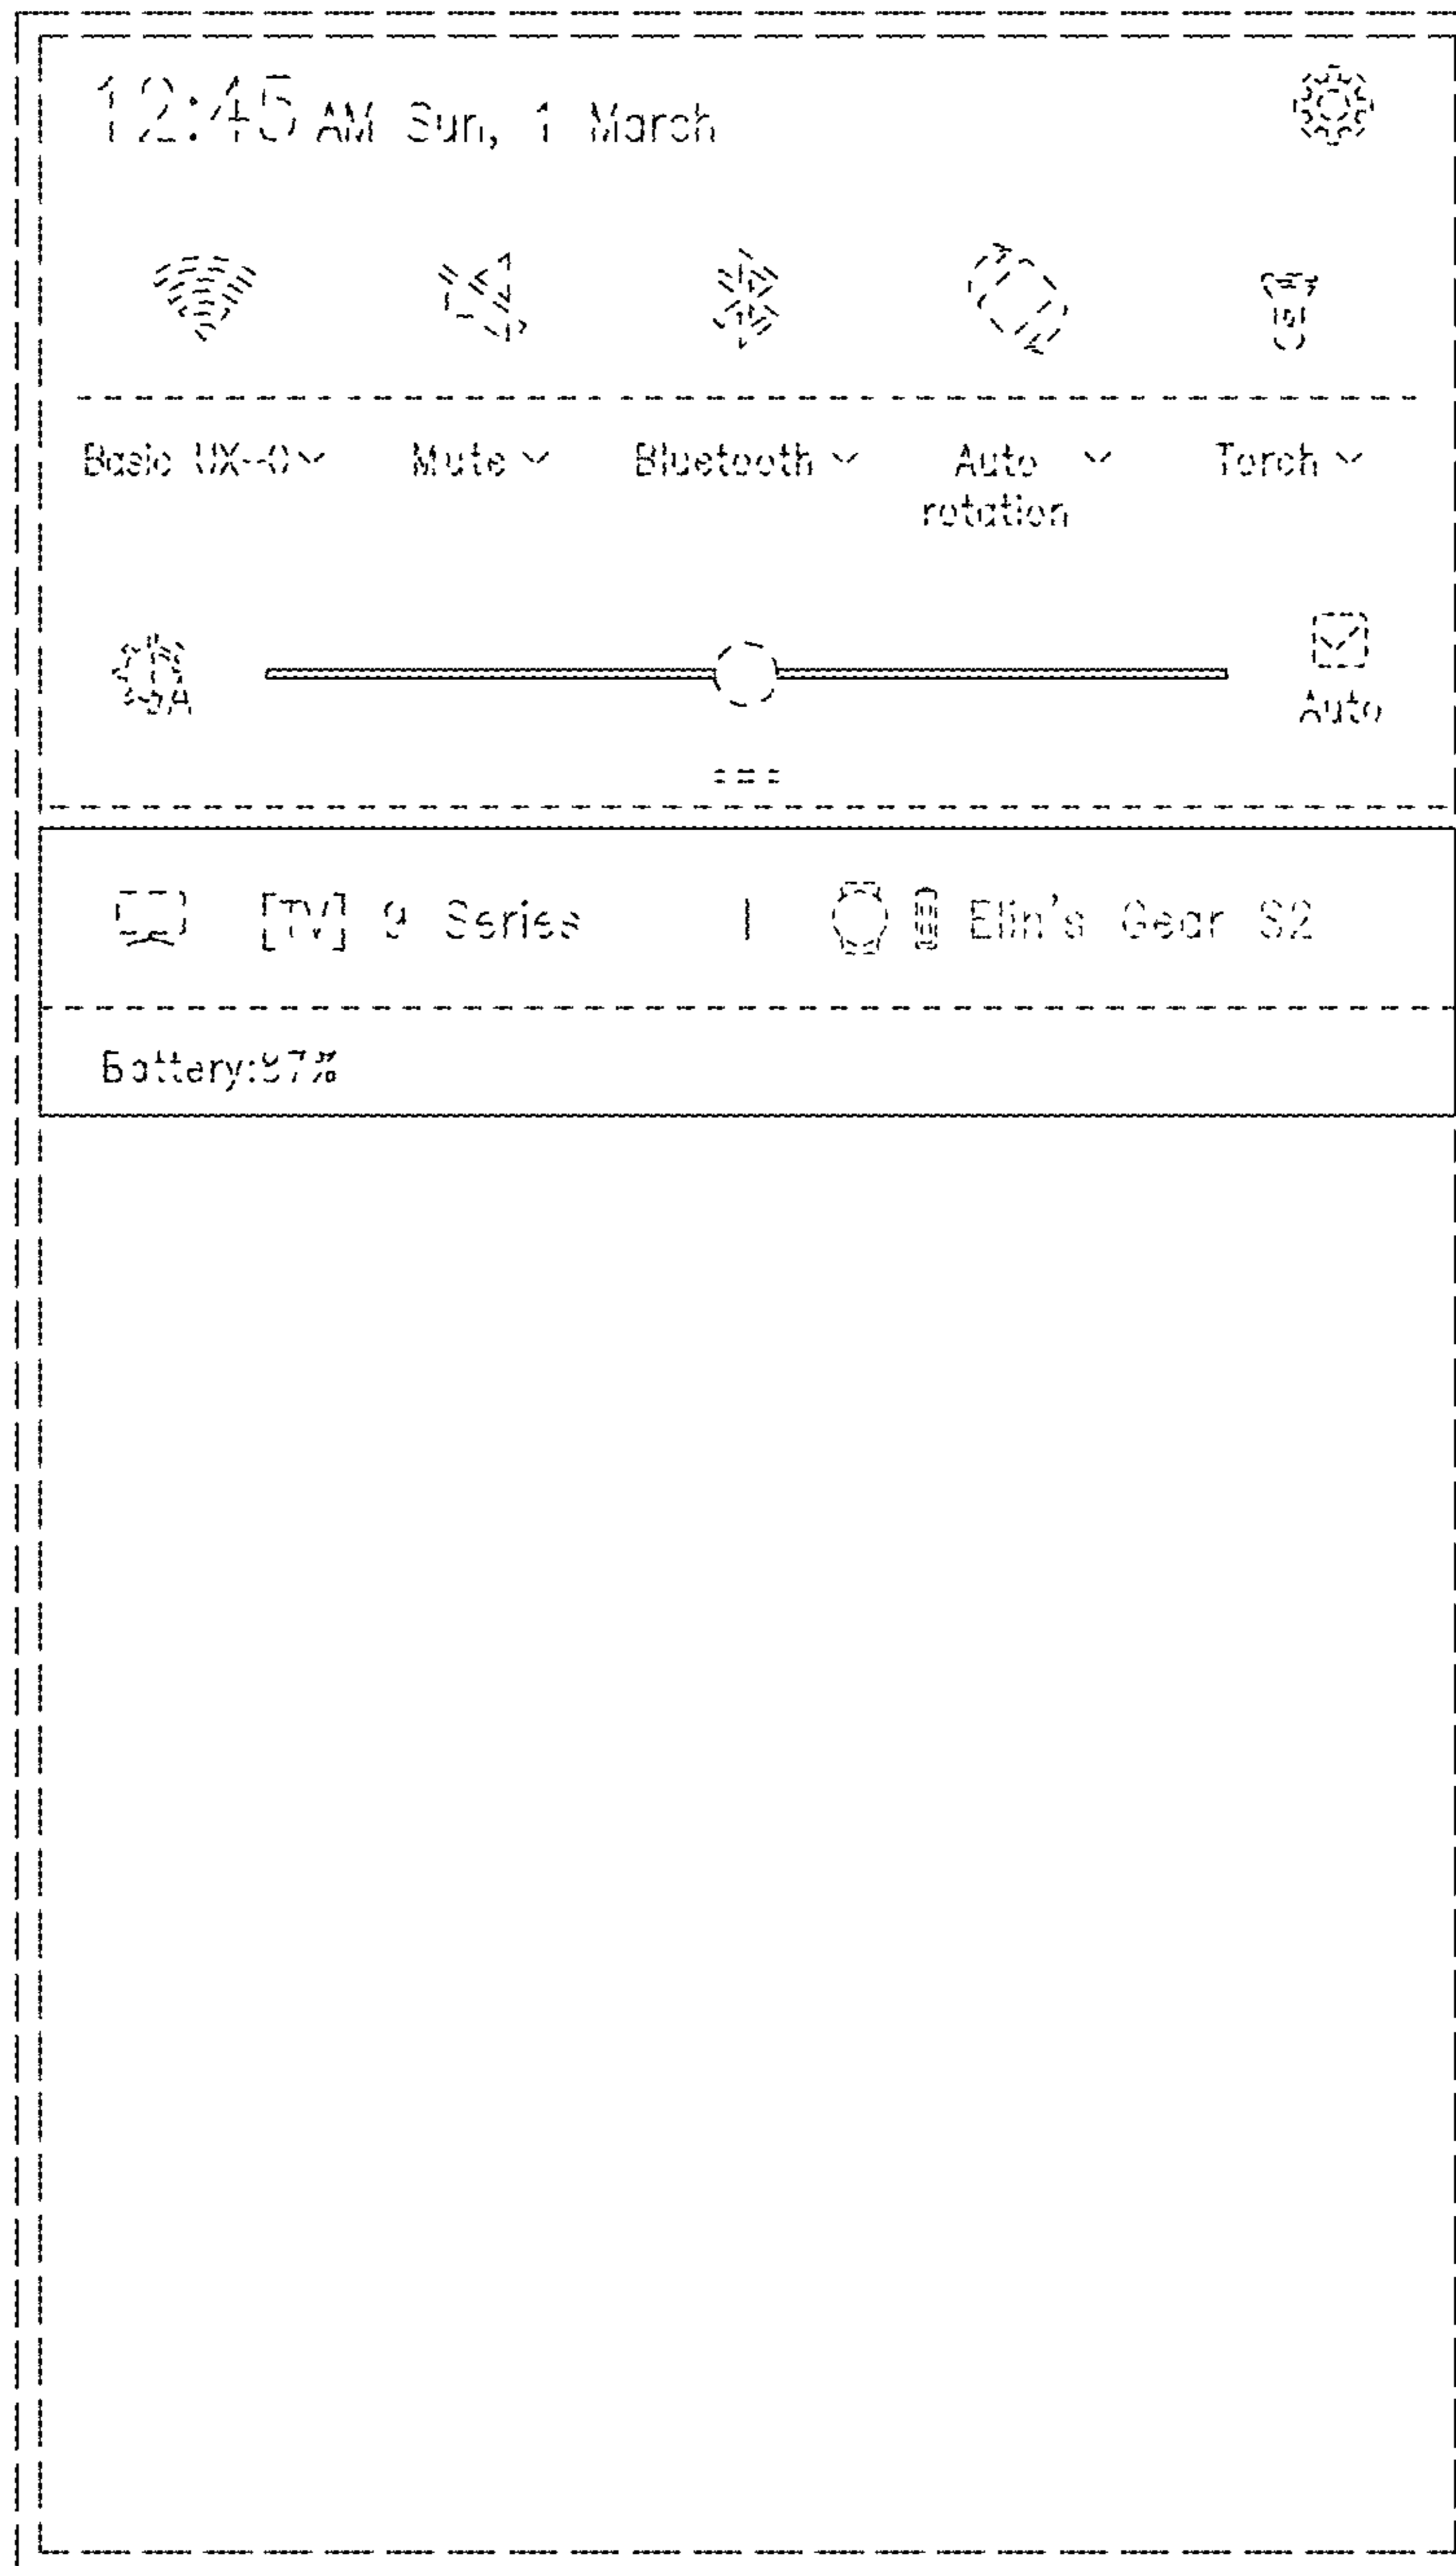 12:45 AM Sun, 1 March
Basic UX-0 Mute Bluetooth Auto rotation Torch
A
Auto
[TV] 9 Series | Elin's Gear S2
Battery:97%